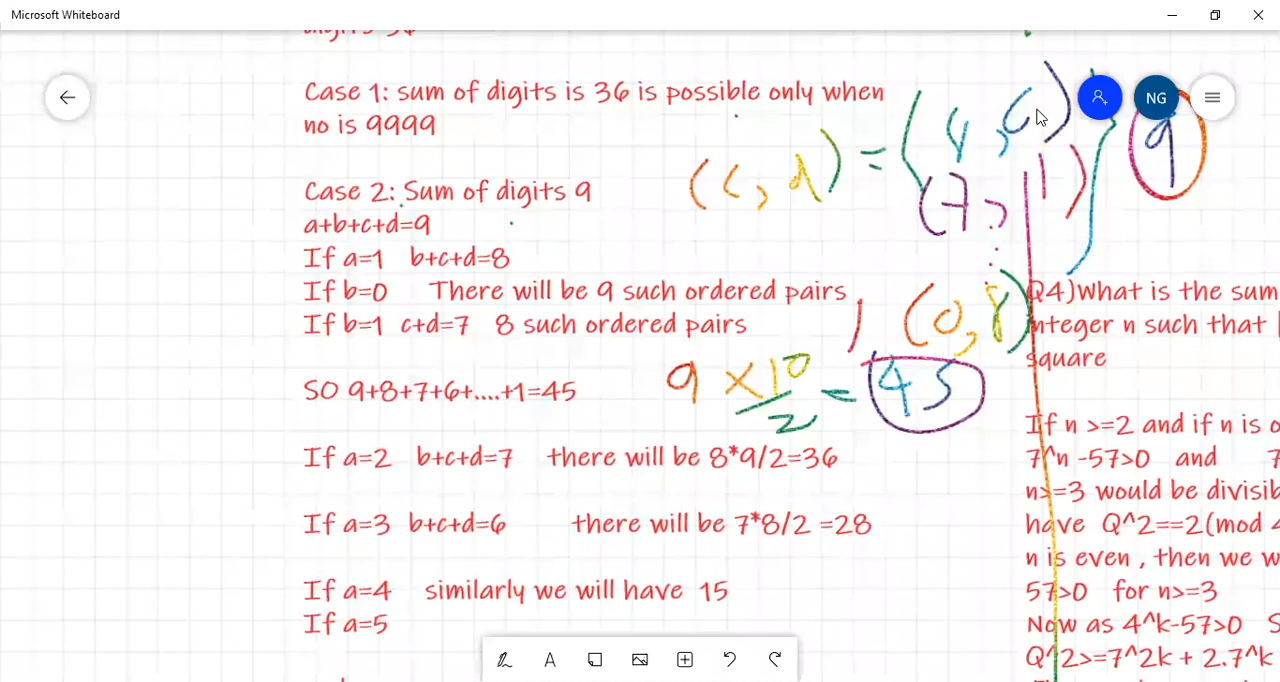 Microsoft Whiteboard
NG
Case 1: sum of digits is 36 is possible only when
no is 9999
Case 2: Sum of digits 9
a+b+c+d=9
If a=1 b+c+d=8
If b=0 There will be 9 such ordered pairs
If b=1 c+d=7 8 such ordered pairs
SO 9+8+7+6+....+1=45
If a=2 b+c+d=7 there will be 8*9/2=36
If a=3 b+c+d=6 there will be 7*8/2 =28
If a=4 similarly we will have 15
If a=5
(c, d) = (
(7, 1)
9
(0, 8)
9 × 10/2 = 45
Q4)What is the sum
integer n such that
square
If n >=2 and if n is o
7^n -57>0 and 7
n>=3 would be divisib
have Q^2==2(mod 4
n is even , then we w
57>0 for n>=3
Now as 4^k-57>0 S
Q^2>=7^2k + 2.7^k